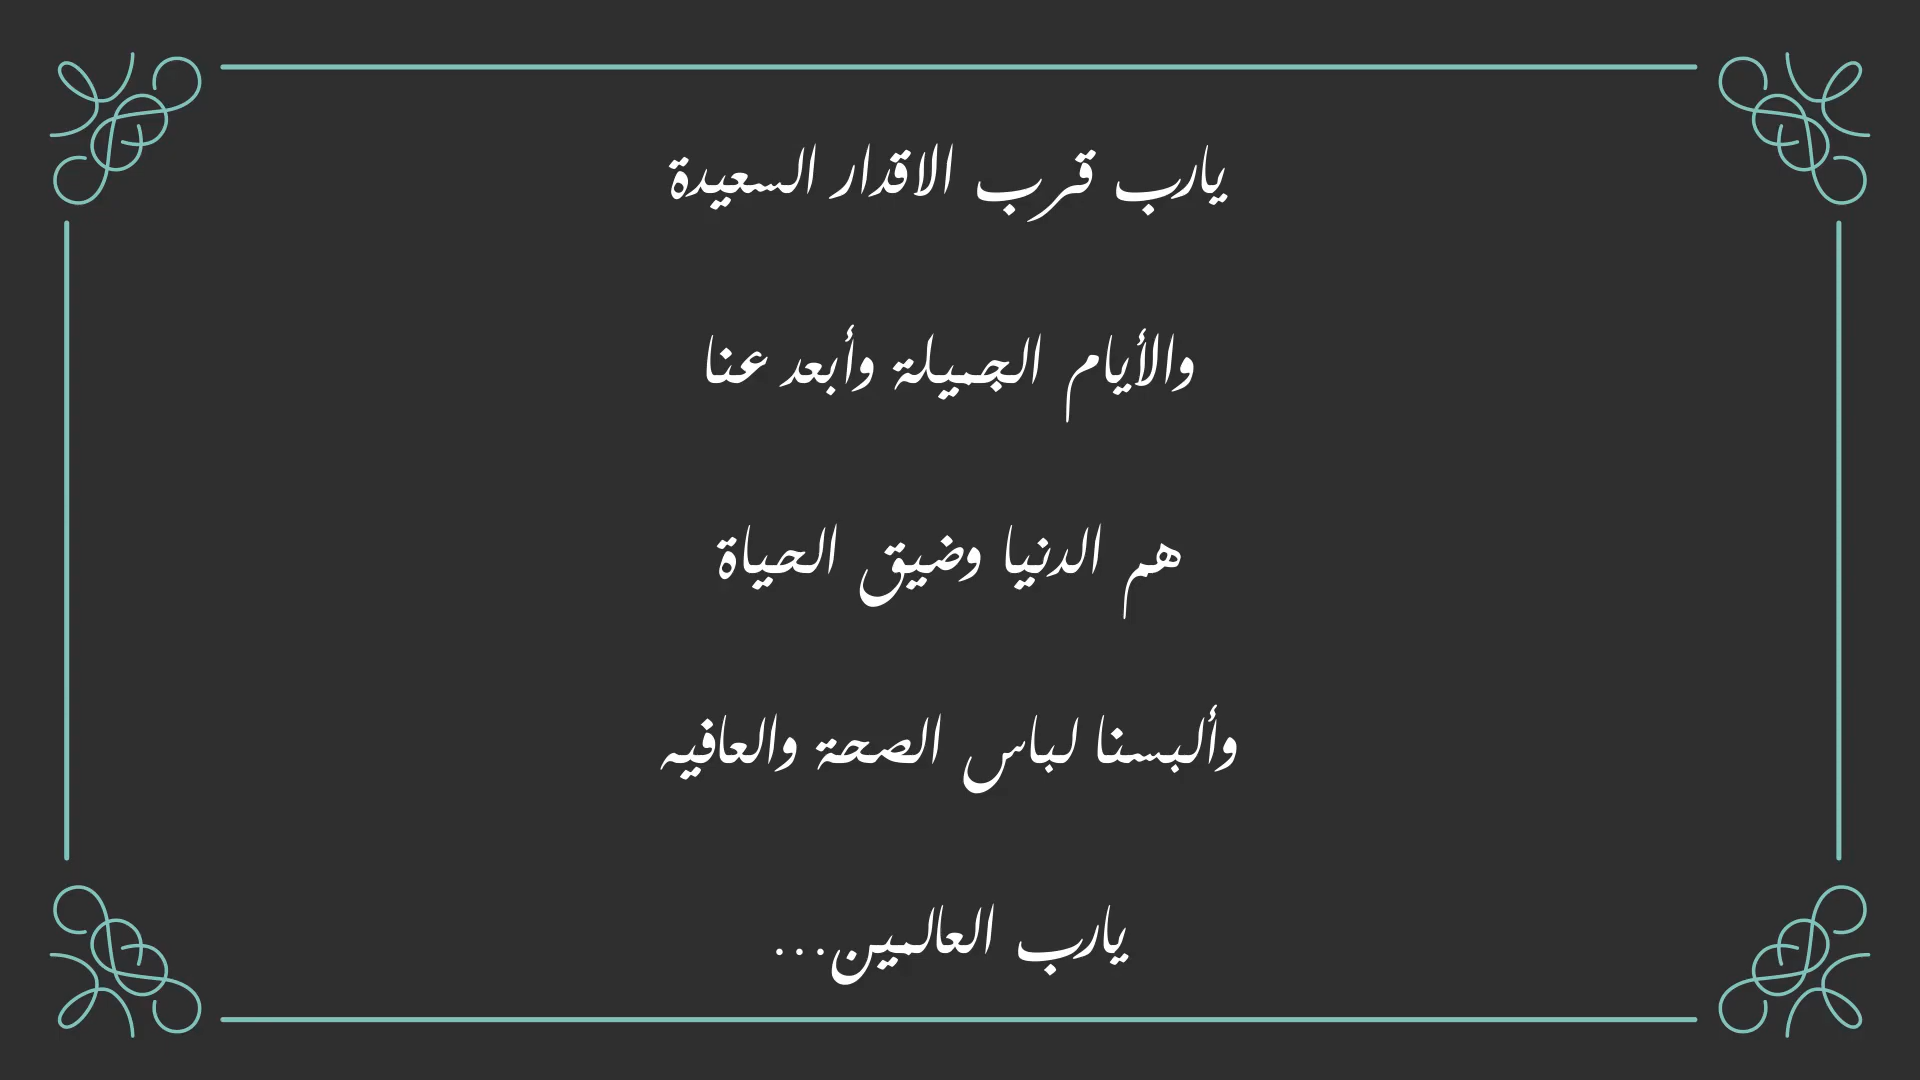 يارب قرب الاقدار السعيدة
والأيام الجميلة وأبعد عنا
هم الدنيا وضيق الحياة
وألبسنا لباس الصحة والعافيه
يارب العالمين...